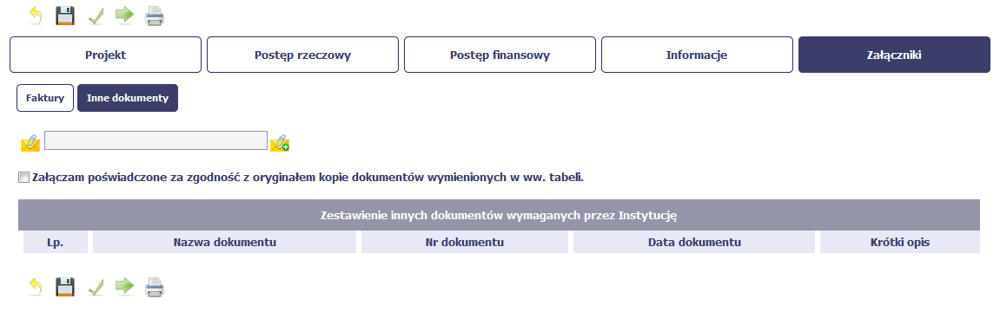 Projekt Postęp rzeczowy Postęp finansowy Informacje Załączniki
Faktury Inne dokumenty
Załączam poświadczone za zgodność z oryginałem kopie dokumentów wymienionych w ww. tabeli.
Zestawienie innych dokumentów wymaganych przez Instytucję
Lp. Nazwa dokumentu Nr dokumentu Data dokumentu Krótki opis